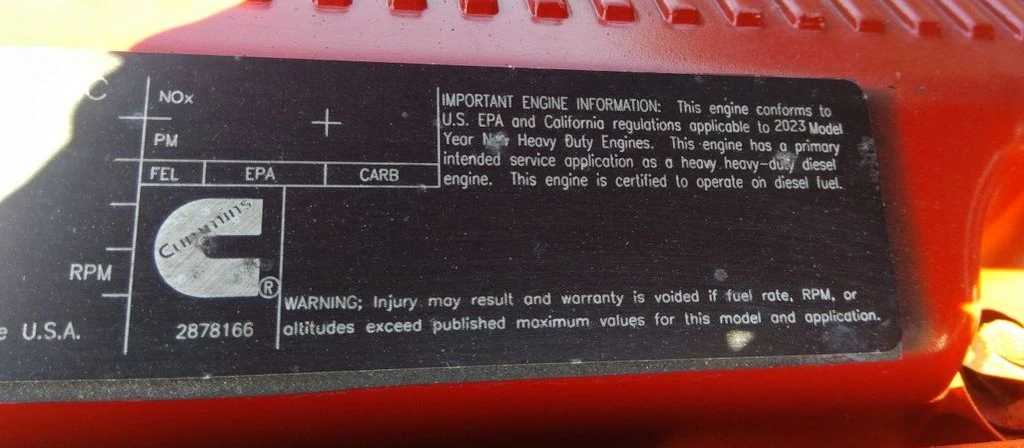 C
NOx
PM
FEL EPA CARB
IMPORTANT ENGINE INFORMATION: This engine conforms to
U.S. EPA and California regulations applicable to 2023 Model
Year New Heavy Duty Engines. This engine has a primary
intended service application as a heavy heavy-duty diesel
engine. This engine is certified to operate on diesel fuel.
Cummins
®
RPM
e U.S.A.
2878166
WARNING; Injury may result and warranty is voided if fuel rate, RPM, or
altitudes exceed published maximum values for this model and application.